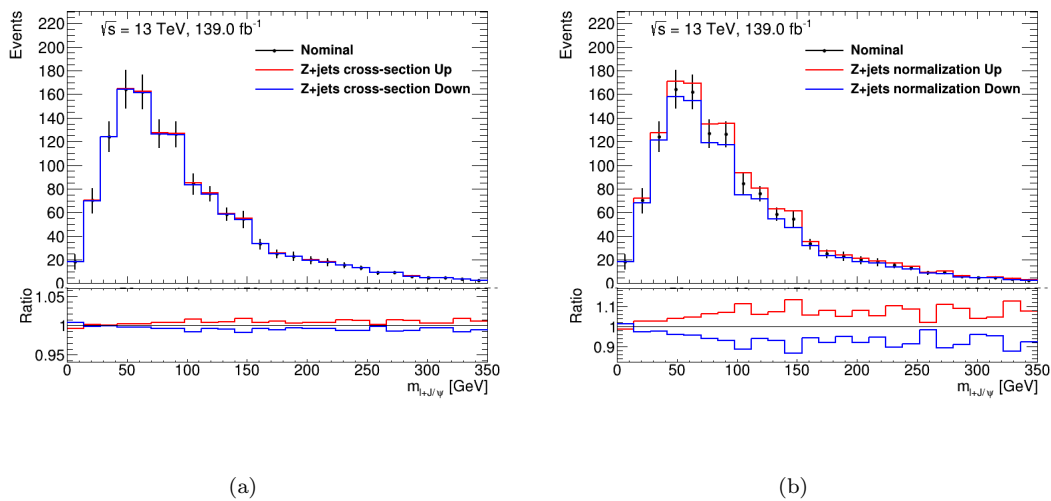 Events
√s = 13 TeV, 139.0 fb⁻¹
Nominal
Z+jets cross-section Up
Z+jets cross-section Down
220
200
180
160
140
120
100
80
60
40
20
0
Ratio
1.05
1
0.95
0 50 100 150 200 250 300 350
m_{l+J/ψ} [GeV]
(a)
Events
√s = 13 TeV, 139.0 fb⁻¹
Nominal
Z+jets normalization Up
Z+jets normalization Down
220
200
180
160
140
120
100
80
60
40
20
0
Ratio
1.1
1
0.9
0 50 100 150 200 250 300 350
m_{l+J/ψ} [GeV]
(b)